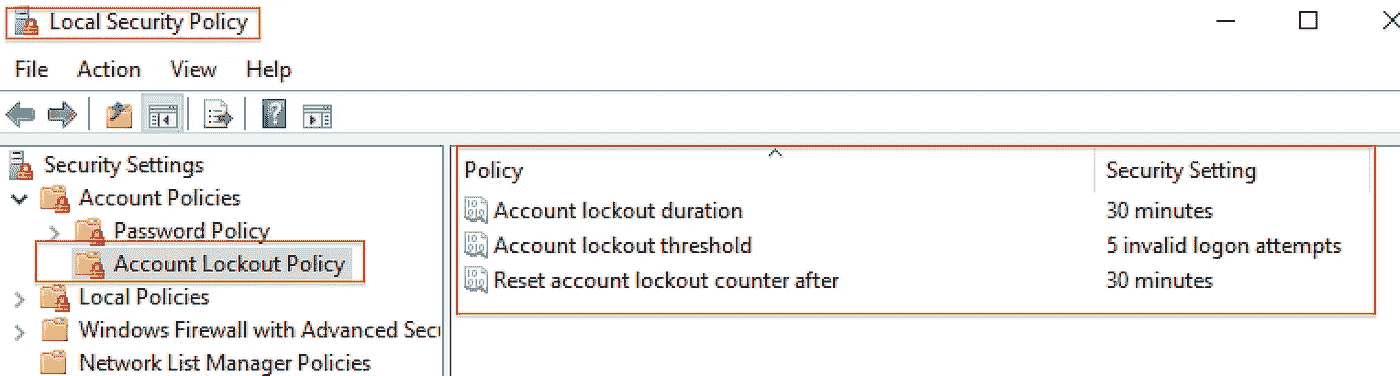 Local Security Policy
File Action View Help
Security Settings
Account Policies
Password Policy
Account Lockout Policy
Local Policies
Windows Firewall with Advanced Secu
Network List Manager Policies
Policy Security Setting
Account lockout duration 30 minutes
Account lockout threshold 5 invalid logon attempts
Reset account lockout counter after 30 minutes